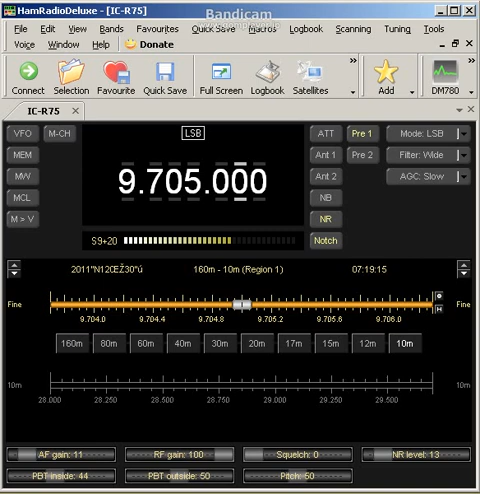 Bandicam
HamRadioDeluxe - [IC-R75]
File Edit View Bands Favourites Quick Save Macros Logbook Scanning Tuning Tools
Voice Window Help Donate
Connect Selection Favourite Quick Save Full Screen Logbook Satellites Add DM780
IC-R75
VFO M-CH LSB ATT Pre 1 Mode: LSB
MEM Ant 1 Pre 2 Filter: Wide
MW 9.705.000 Ant 2 AGC: Slow
MCL NB
M > V NR
S9+20 Notch
2011"N12ŒŽ30"ú 160m - 10m (Region 1) 07:19:15
Fine Fine
H
9.704.0 9.704.4 9.704.8 9.705.2 9.705.6 9.706.0
160m 80m 60m 40m 30m 20m 17m 15m 12m 10m
10m 10m
28.000 28.250 28.500 28.750 29.000 29.250 29.500
AF gain: 11 RF gain: 100 Squelch: 0 NR level: 13
PBT inside: 44 PBT outside: 50 Pitch: 50